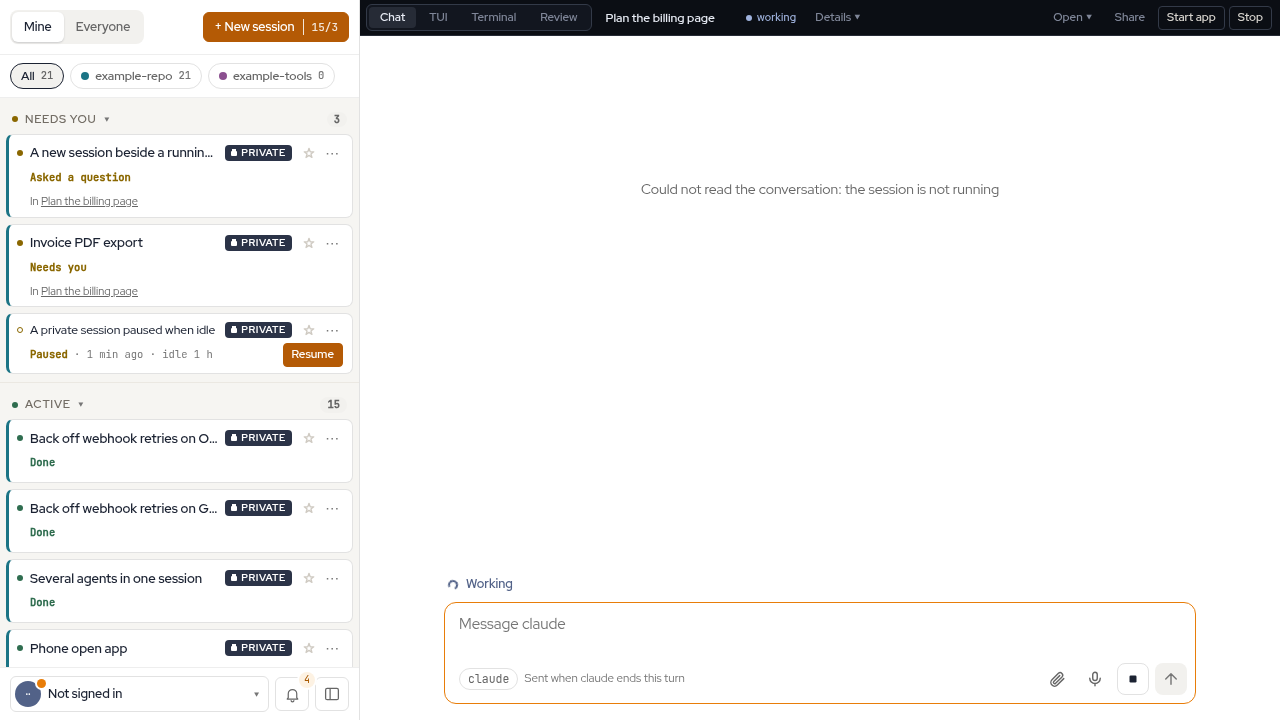 Mine Everyone + New session 15/3
All 21 example-repo 21 example-tools 0
NEEDS YOU 3
A new session beside a runnin... PRIVATE
Asked a question
In Plan the billing page
Invoice PDF export PRIVATE
Needs you
In Plan the billing page
A private session paused when idle PRIVATE
Paused · 1 min ago · idle 1 h Resume
ACTIVE 15
Back off webhook retries on O... PRIVATE
Done
Back off webhook retries on G... PRIVATE
Done
Several agents in one session PRIVATE
Done
Phone open app PRIVATE
Not signed in 4
Chat TUI Terminal Review Plan the billing page working Details Open Share Start app Stop
Could not read the conversation: the session is not running
Working
Message claude
claude Sent when claude ends this turn